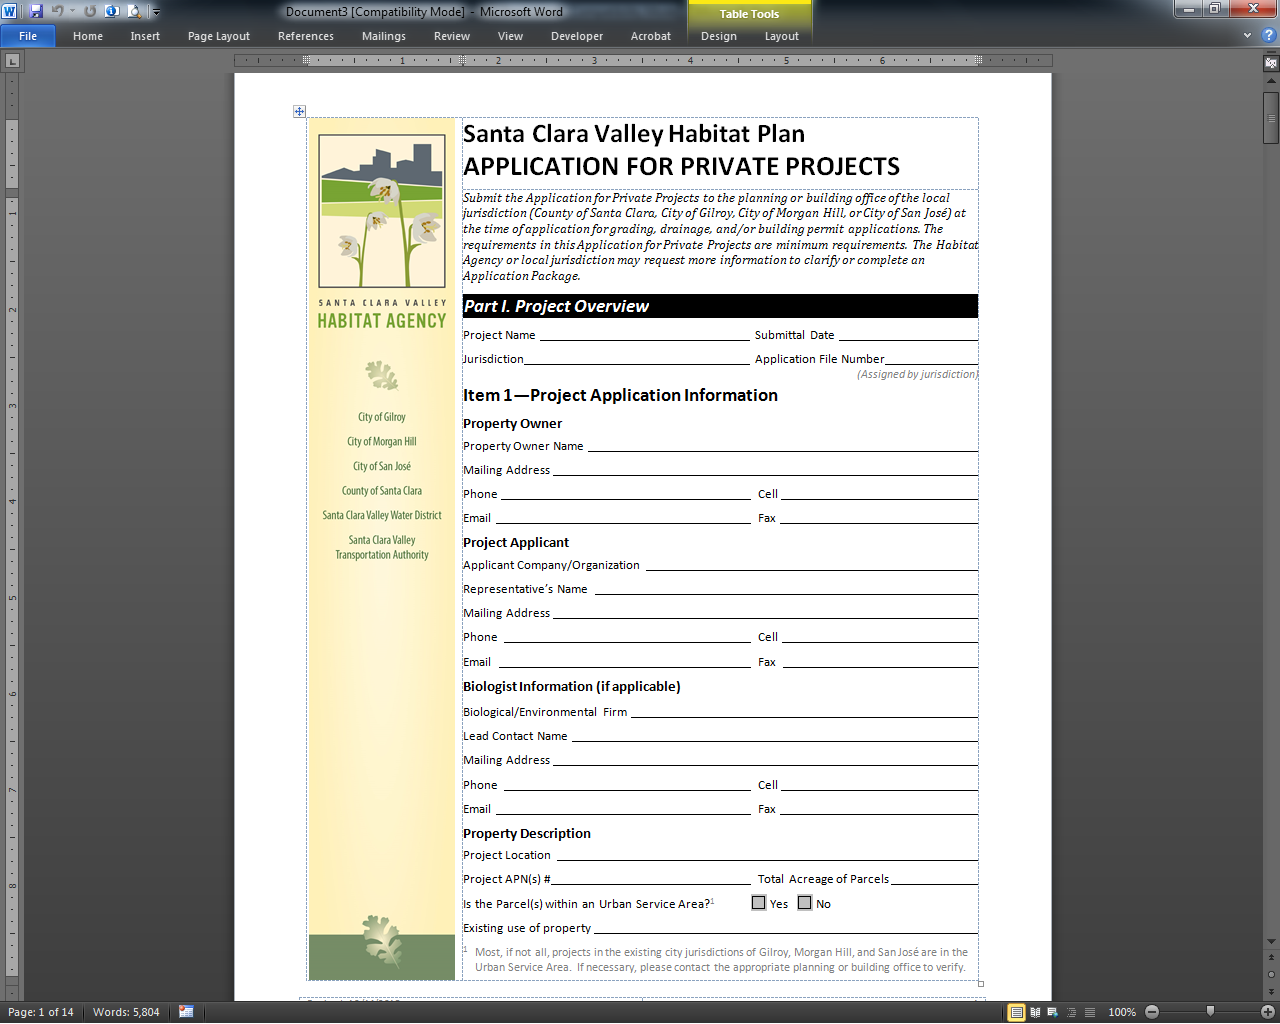 Document3 [Compatibility Mode] - Microsoft Word
Table Tools
File Home Insert Page Layout References Mailings Review View Developer Acrobat Design Layout
1 2 3 4 5 6
Santa Clara Valley Habitat Plan
APPLICATION FOR PRIVATE PROJECTS
Submit the Application for Private Projects to the planning or building office of the local
jurisdiction (County of Santa Clara, City of Gilroy, City of Morgan Hill, or City of San José) at
the time of application for grading, drainage, and/or building permit applications. The
requirements in this Application for Private Projects are minimum requirements. The Habitat
Agency or local jurisdiction may request more information to clarify or complete an
Application Package.
SANTA CLARA VALLEY
HABITAT AGENCY
City of Gilroy
City of Morgan Hill
City of San José
County of Santa Clara
Santa Clara Valley Water District
Santa Clara Valley
Transportation Authority
Part I. Project Overview
Project Name Submittal Date
Jurisdiction Application File Number
(Assigned by jurisdiction)
Item 1—Project Application Information
Property Owner
Property Owner Name
Mailing Address
Phone Cell
Email Fax
Project Applicant
Applicant Company/Organization
Representative's Name
Mailing Address
Phone Cell
Email Fax
Biologist Information (if applicable)
Biological/Environmental Firm
Lead Contact Name
Mailing Address
Phone Cell
Email Fax
Property Description
Project Location
Project APN(s) # Total Acreage of Parcels
Is the Parcel(s) within an Urban Service Area?1 Yes No
Existing use of property
1 Most, if not all, projects in the existing city jurisdictions of Gilroy, Morgan Hill, and San José are in the
Urban Service Area. If necessary, please contact the appropriate planning or building office to verify.
Page: 1 of 14 Words: 5,804 100%